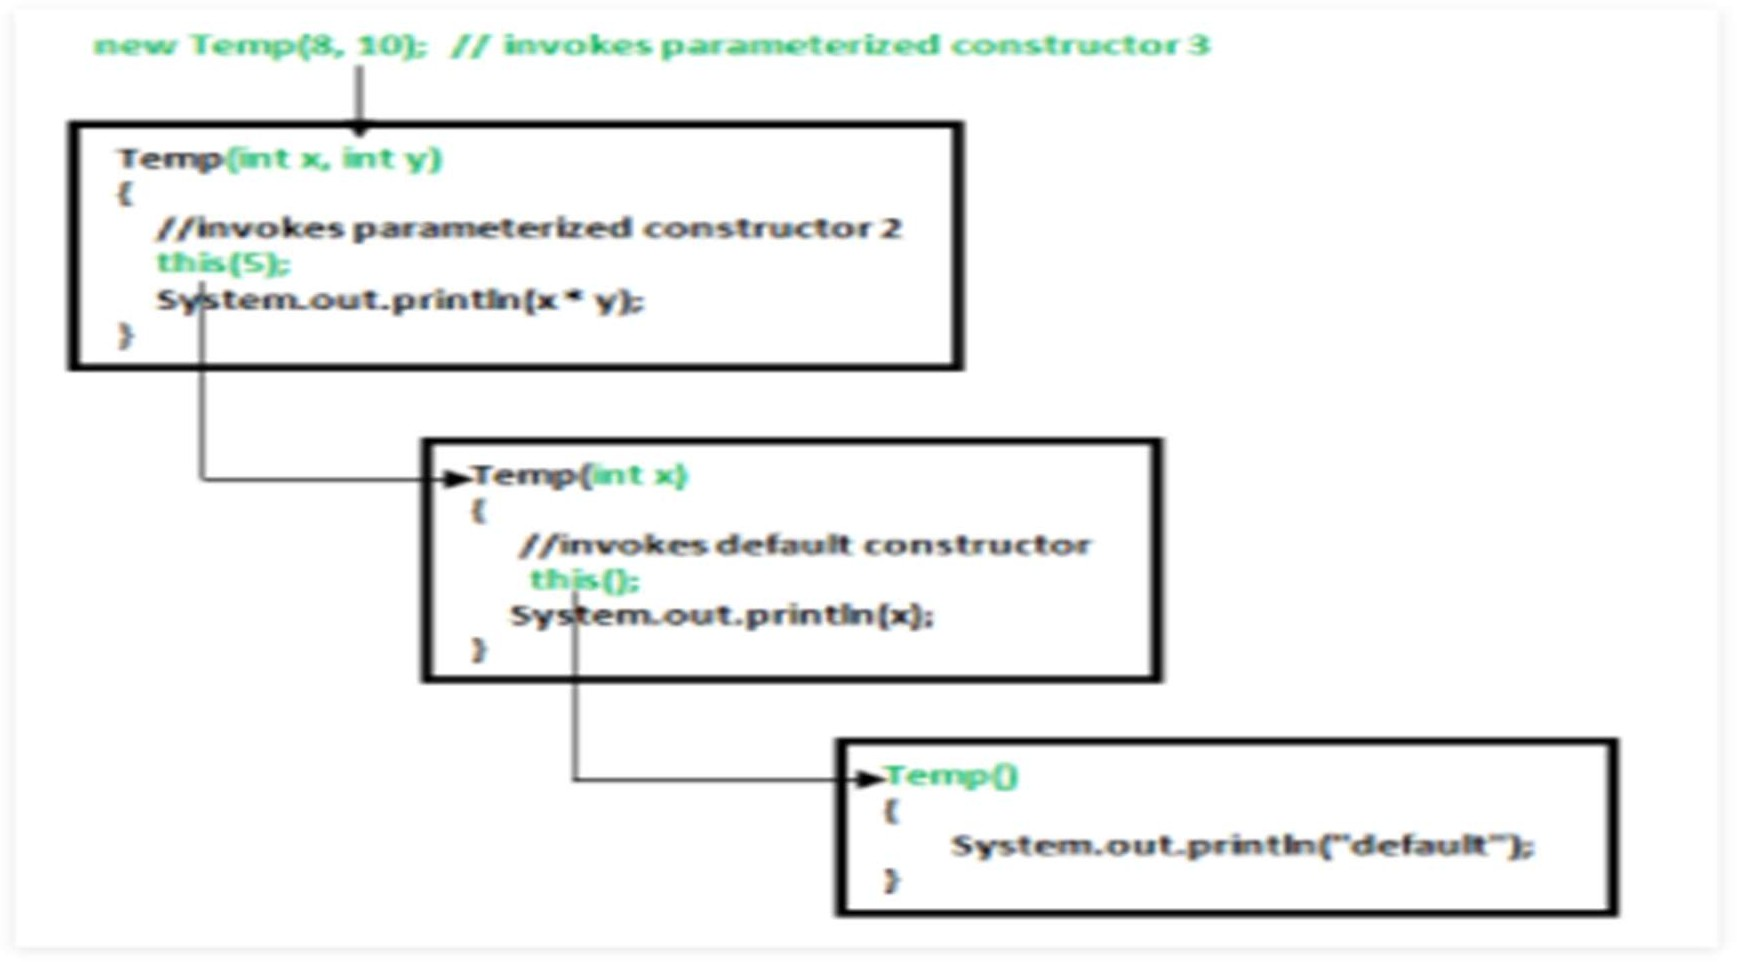 new Temp(8, 10); // invokes parameterized constructor 3
Temp(int x, int y)
{
//invokes parameterized constructor 2
this(5);
System.out.println(x * y);
}
Temp(int x)
{
//invokes default constructor
this();
System.out.println(x);
}
Temp()
{
System.out.println("default");
}